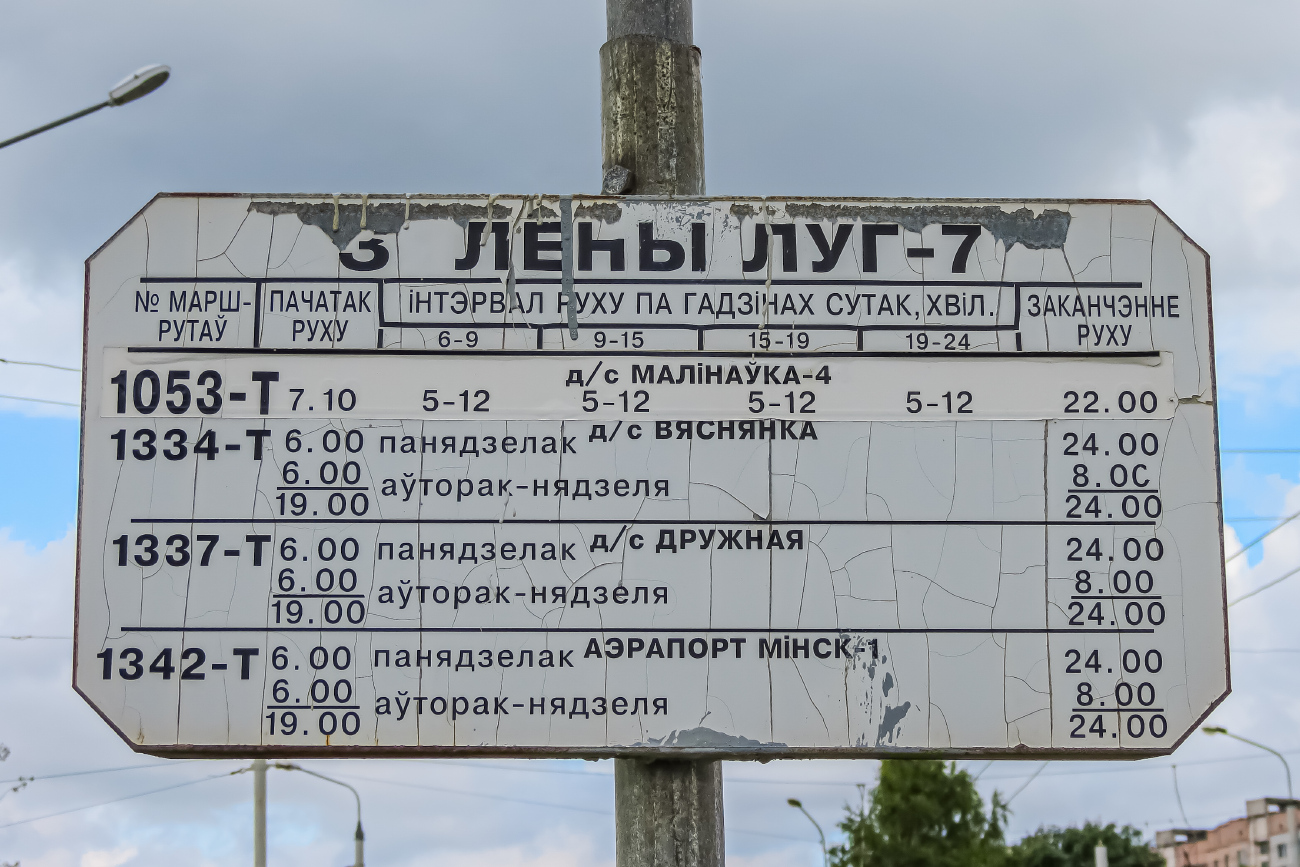 З ЛЕНЫ ЛУГ-7
№ МАРШ-РУТАЎ ПАЧАТАК РУХУ ІНТЭРВАЛ РУХУ ПА ГАДЗІНАХ СУТАК, ХВІЛ. ЗАКАНЧЭННЕ РУХУ
6-9 9-15 15-19 19-24
д/с МАЛІНАЎКА-4
1053-Т 7.10 5-12 5-12 5-12 5-12 22.00
д/с ВЯСНЯНКА
1334-Т 6.00 панядзелак 24.00
6.00 8.0С
аўторак-нядзеля
19.00 24.00
д/с ДРУЖНАЯ
1337-Т 6.00 панядзелак 24.00
6.00 8.00
аўторак-нядзеля
19.00 24.00
АЭРАПОРТ МІНСК-1
1342-Т 6.00 панядзелак 24.00
6.00 8.00
аўторак-нядзеля
19.00 24.00